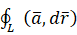 ∮_L (ā, dr̄)